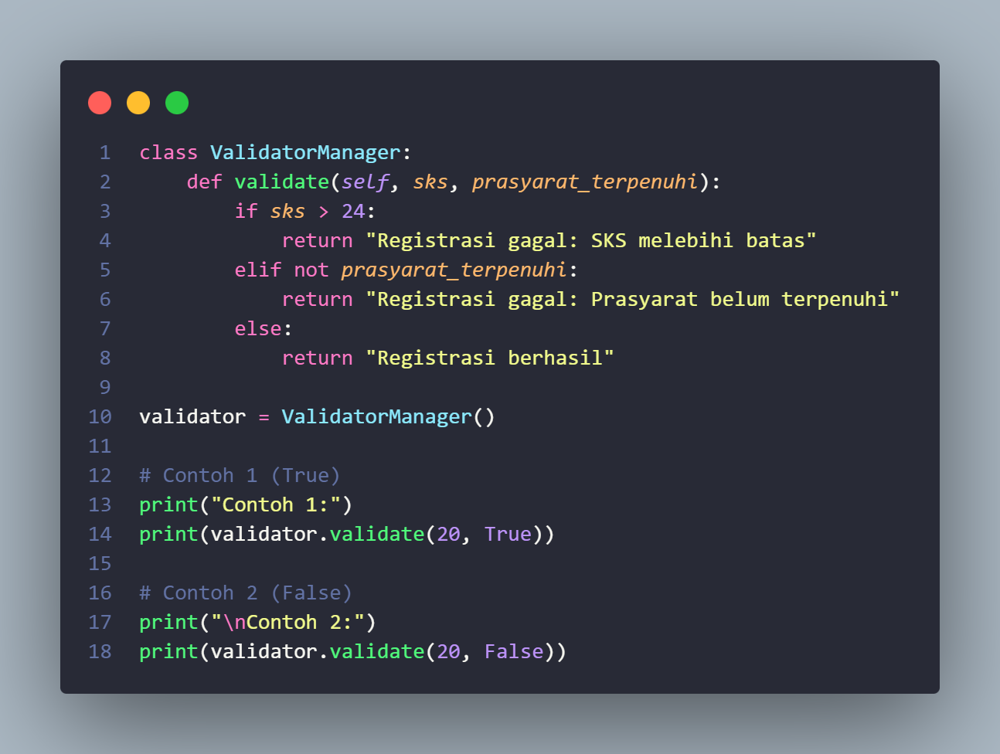 1 class ValidatorManager:
2     def validate(self, sks, prasyarat_terpenuhi):
3         if sks > 24:
4             return "Registrasi gagal: SKS melebihi batas"
5         elif not prasyarat_terpenuhi:
6             return "Registrasi gagal: Prasyarat belum terpenuhi"
7         else:
8             return "Registrasi berhasil"
9
10 validator = ValidatorManager()
11
12 # Contoh 1 (True)
13 print("Contoh 1:")
14 print(validator.validate(20, True))
15
16 # Contoh 2 (False)
17 print("\nContoh 2:")
18 print(validator.validate(20, False))